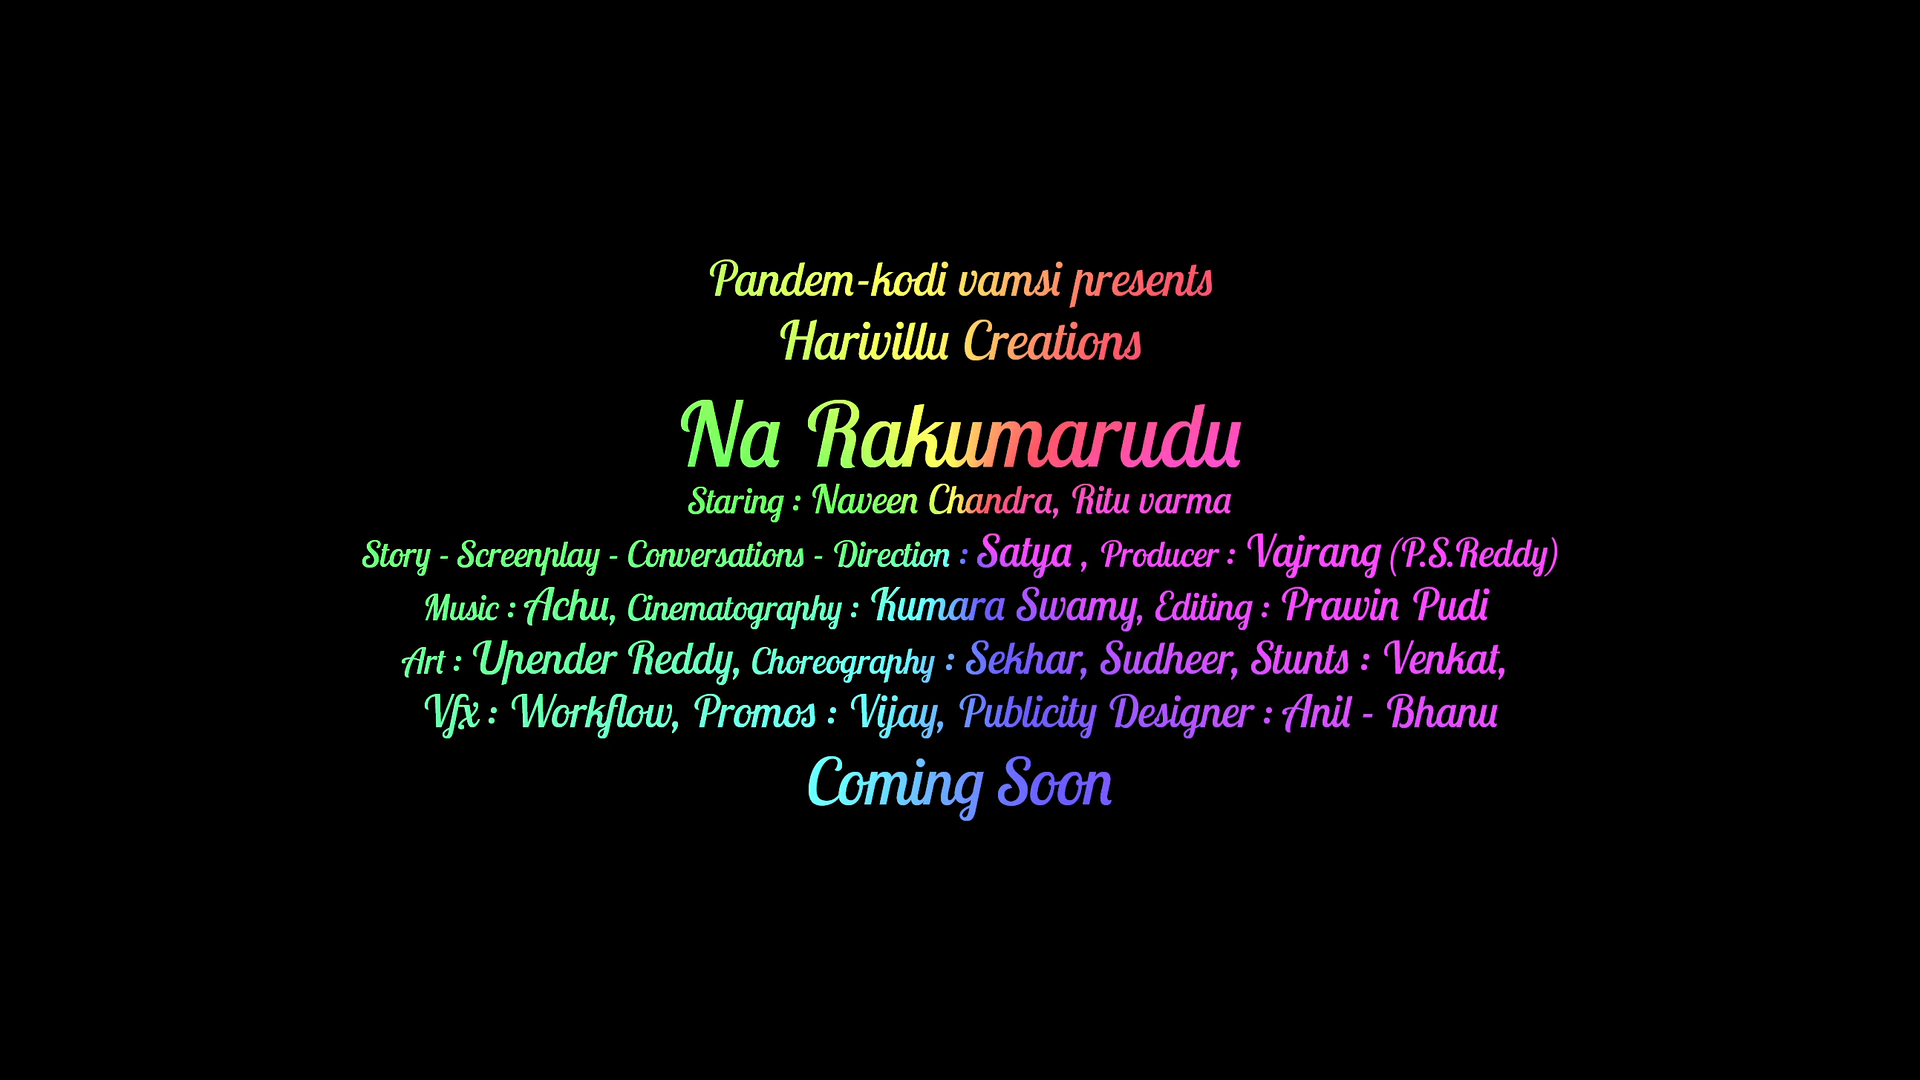 Pandem-kodi vamsi presents
Harivillu Creations
Na Rakumarudu
Staring : Naveen Chandra, Ritu varma
Story - Screenplay - Conversations - Direction : Satya , Producer : Vajrang (P.S.Reddy)
Music : Achu, Cinematography : Kumara Swamy, Editing : Prawin Pudi
Art : Upender Reddy, Choreography : Sekhar, Sudheer, Stunts : Venkat,
Vfx : Workflow, Promos : Vijay, Publicity Designer : Anil - Bhanu
Coming Soon